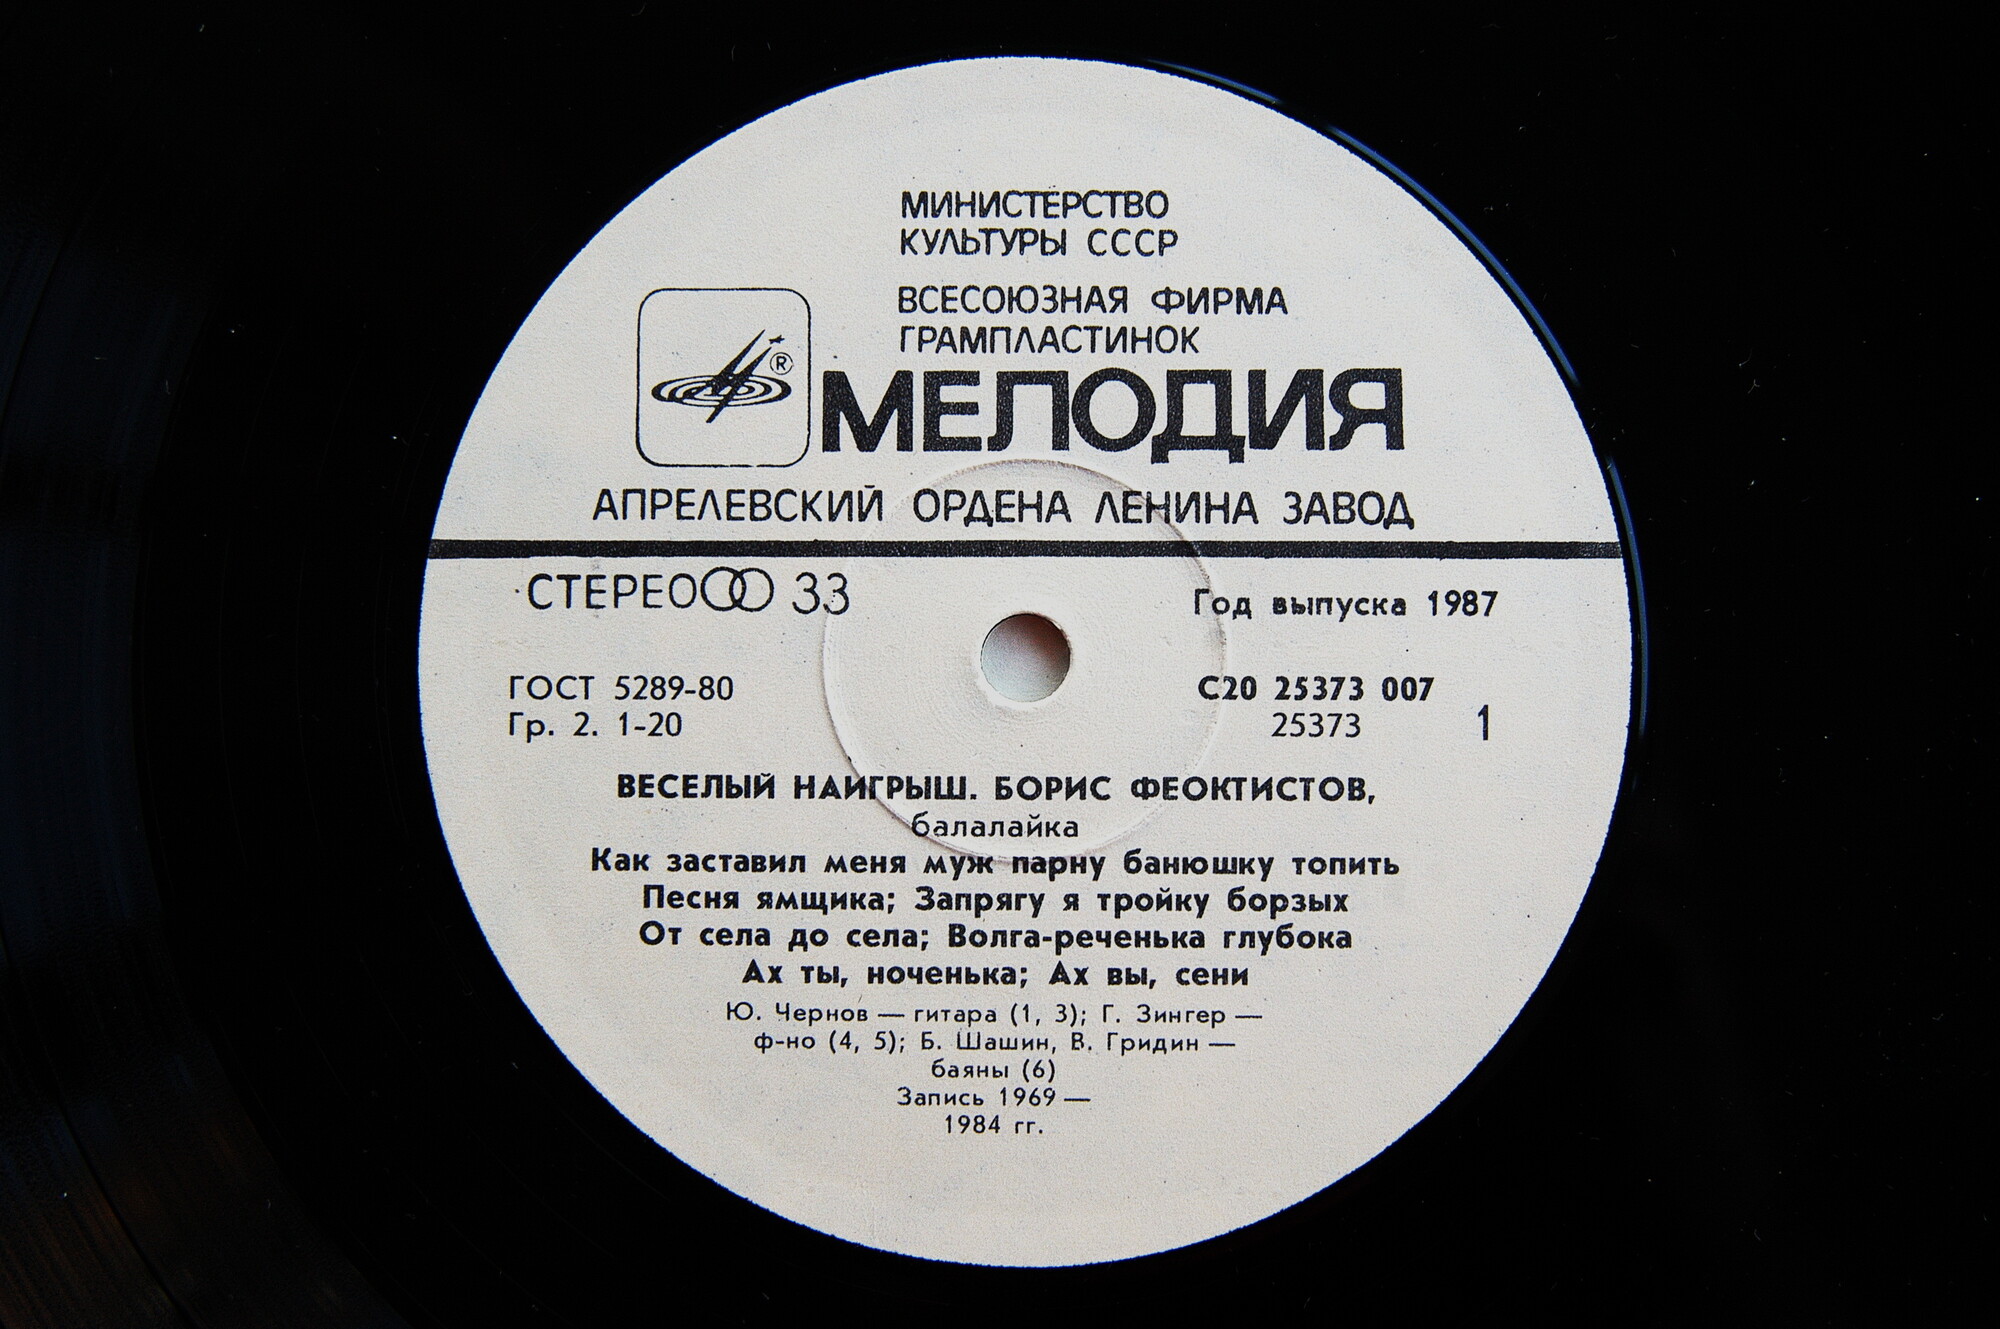 МИНИСТЕРСТВО
КУЛЬТУРЫ СССР
ВСЕСОЮЗНАЯ ФИРМА
ГРАМПЛАСТИНОК
®
МЕЛОДИЯ
АПРЕЛЕВСКИЙ ОРДЕНА ЛЕНИНА ЗАВОД
СТЕРЕО 33
Год выпуска 1987
ГОСТ 5289-80
Гр. 2. 1-20
С20 25373 007
25373 1
ВЕСЕЛЫЙ НАИГРЫШ. БОРИС ФЕОКТИСТОВ,
балалайка
Как заставил меня муж парну банюшку топить
Песня ямщика; Запрягу я тройку борзых
От села до села; Волга-реченька глубока
Ах ты, ноченька; Ах вы, сени
Ю. Чернов — гитара (1, 3); Г. Зингер —
ф-но (4, 5); Б. Шашин, В. Гридин —
баяны (6)
Запись 1969 —
1984 гг.